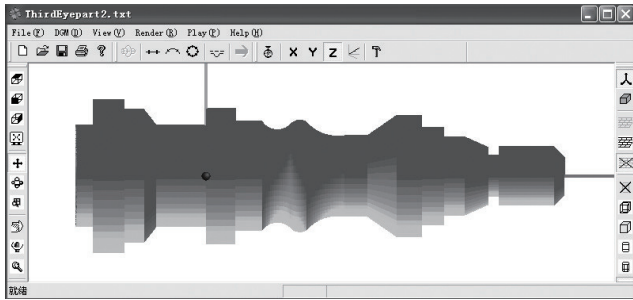 ThirdEyepart2.txt
File(F) DGM(D) View(V) Render(R) Play(P) Help(H)
X Y Z
就绪